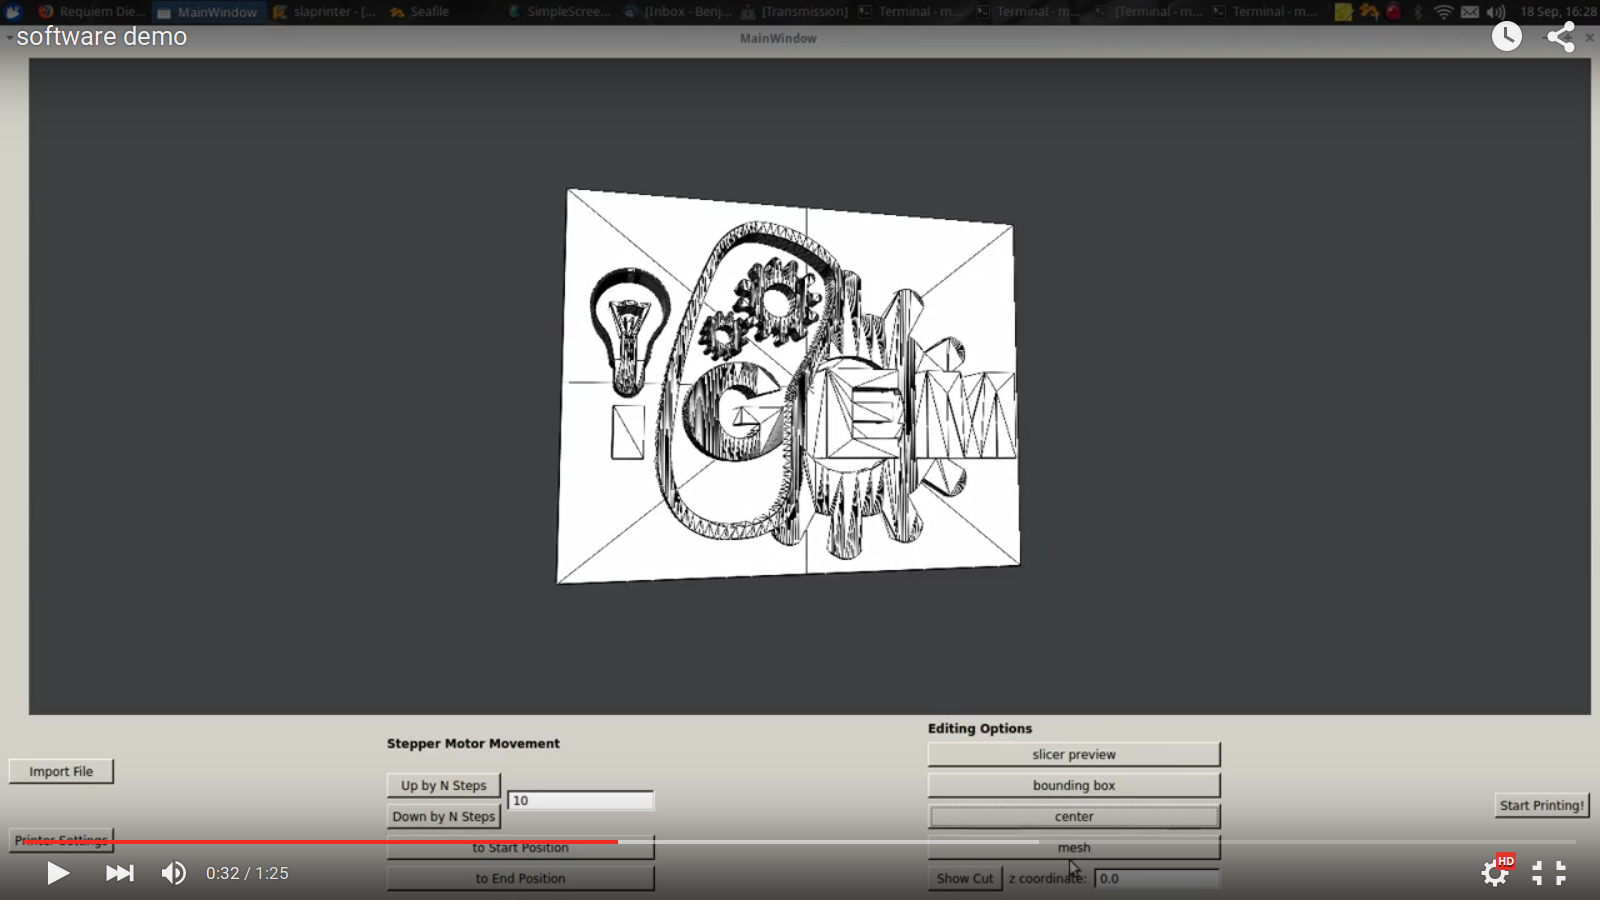 Requiem Die... MainWindow slaprinter - [... Seafile SimpleScree... [Inbox - Benj... [Transmission] Terminal - m... Terminal - m... [Terminal - m... Terminal - m... 18 Sep, 16:28
software demo
MainWindow
iGEM
Stepper Motor Movement
Editing Options
Import File
Up by N Steps
10
Down by N Steps
slicer preview
bounding box
center
Start Printing!
Printer Settings
to Start Position
mesh
to End Position
Show Cut z coordinate: 0.0
0:32 / 1:25
HD